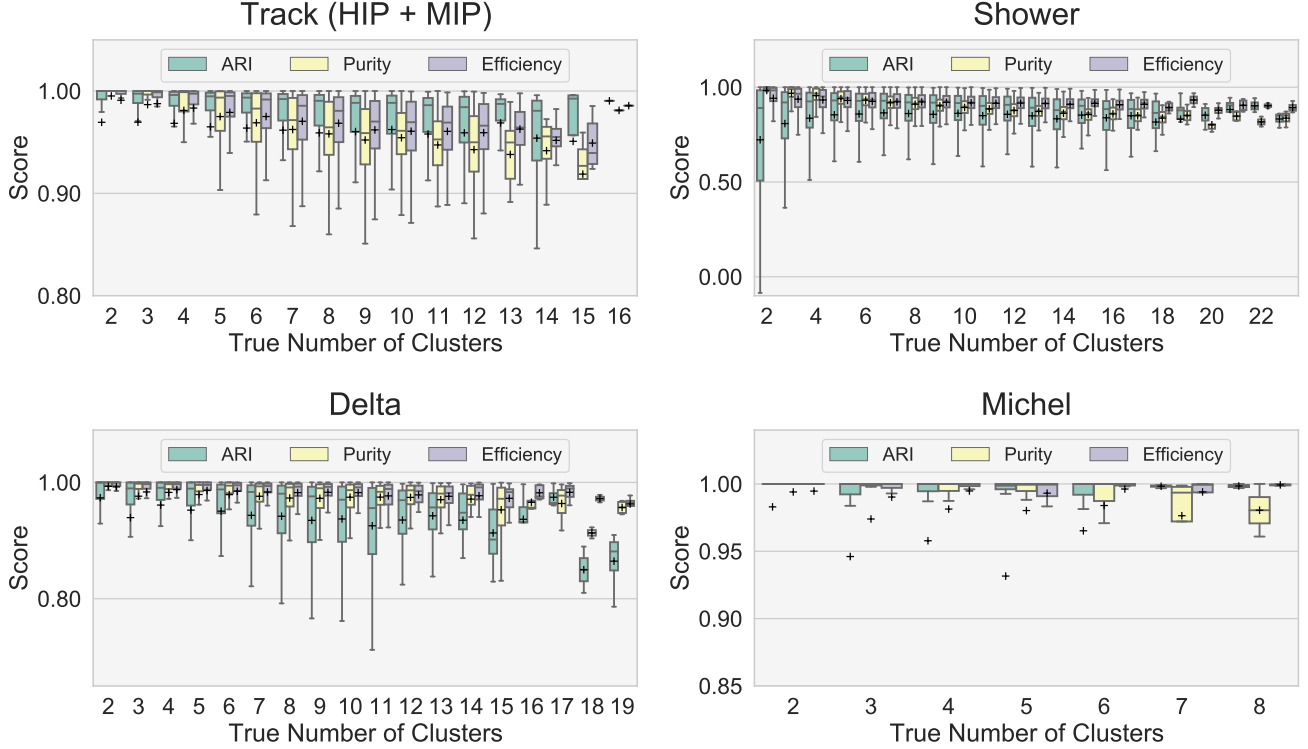 Track (HIP + MIP)
ARI Purity Efficiency
1.00
0.90
0.80
Score
2 3 4 5 6 7 8 9 10 11 12 13 14 15 16
True Number of Clusters
Shower
ARI Purity Efficiency
1.00
0.50
0.00
Score
2 4 6 8 10 12 14 16 18 20 22
True Number of Clusters
Delta
ARI Purity Efficiency
1.00
0.80
Score
2 3 4 5 6 7 8 9 10 11 12 13 14 15 16 17 18 19
True Number of Clusters
Michel
ARI Purity Efficiency
1.00
0.95
0.90
0.85
Score
2 3 4 5 6 7 8
True Number of Clusters